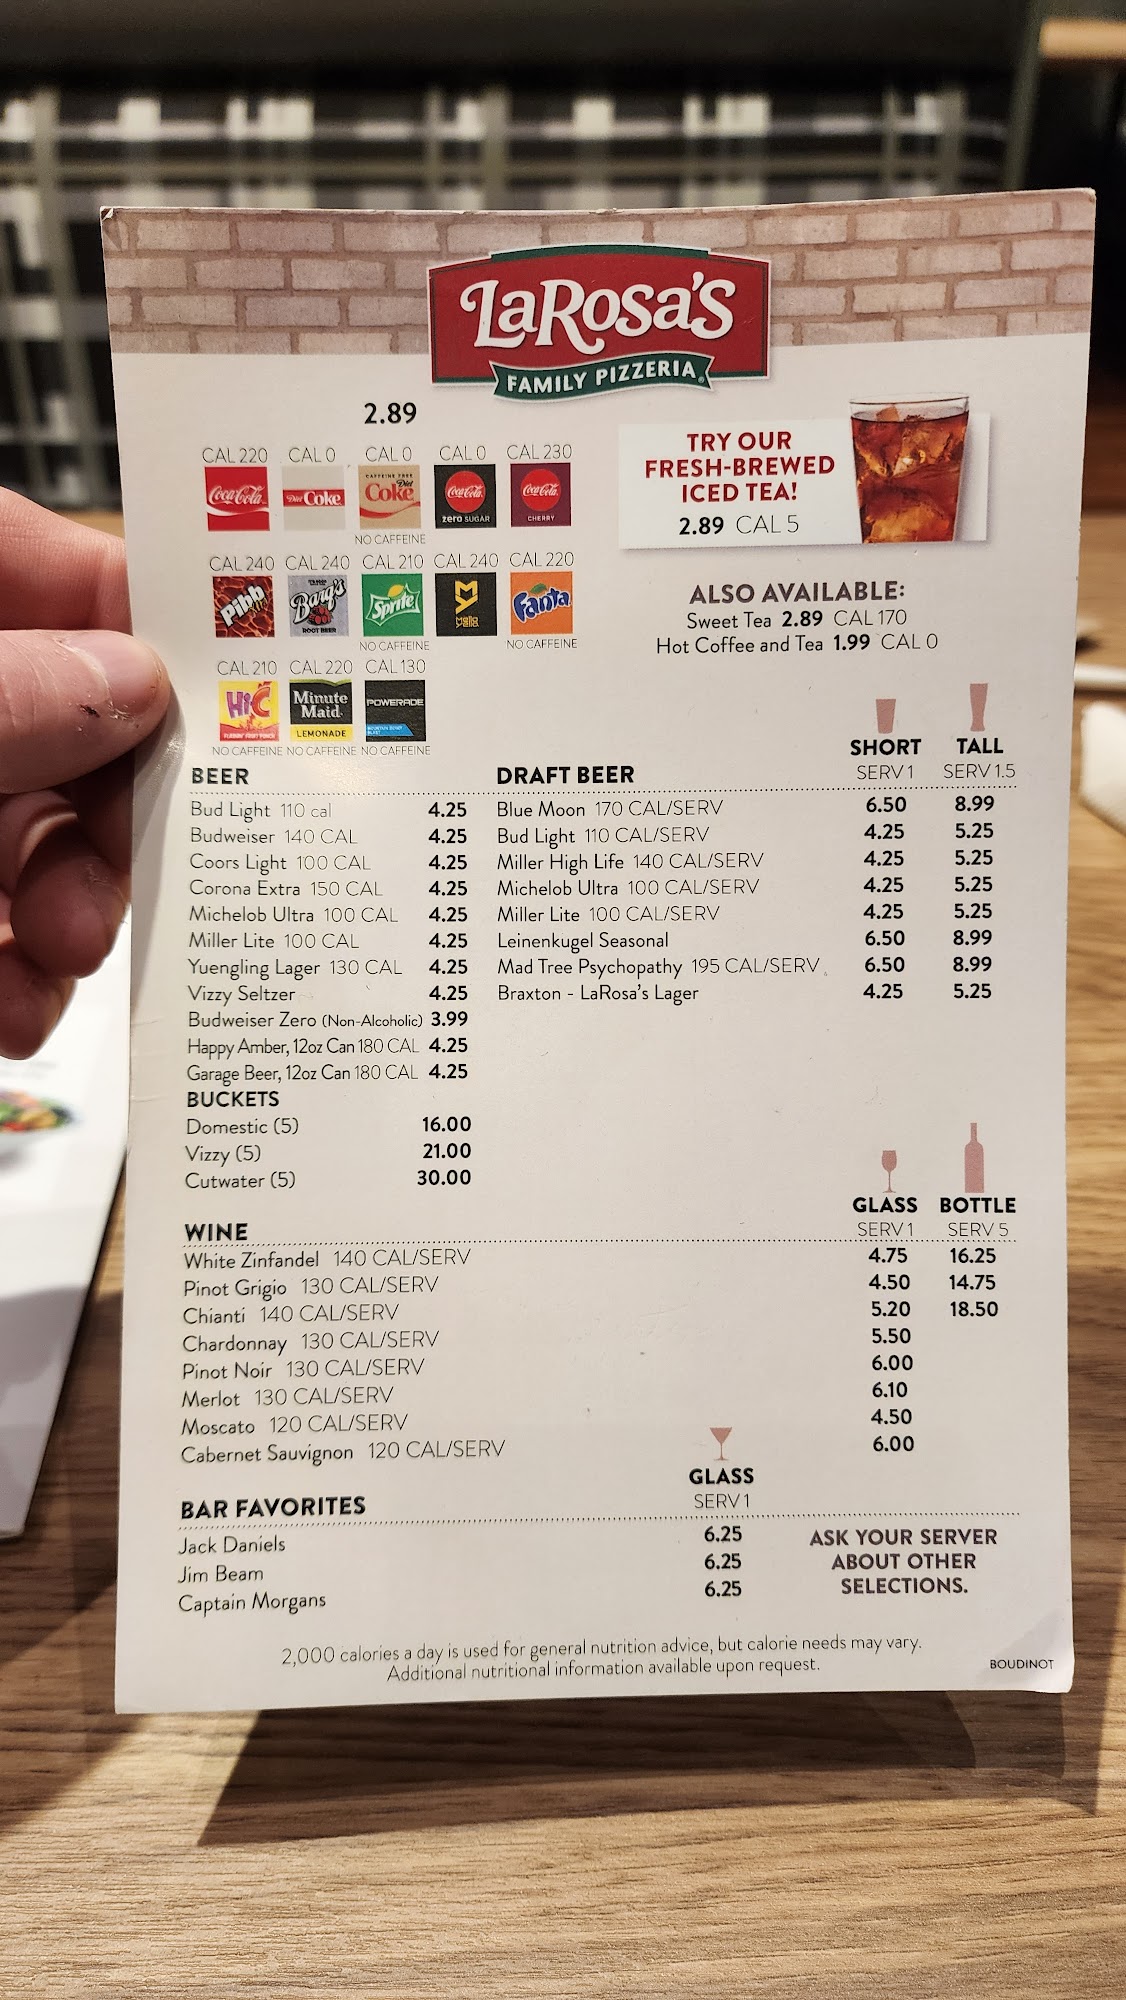 LaRosa's
FAMILY PIZZERIA
2.89
CAL 220 CAL 0 CAL 0 CAL 0 CAL 230
Coca-Cola Diet Coke CAFFEINE FREE Diet Coke Coca-Cola zero SUGAR Coca-Cola CHERRY
NO CAFFEINE
CAL 240 CAL 240 CAL 210 CAL 240 CAL 220
Pibb Barq's ROOT BEER Sprite Fanta
NO CAFFEINE NO CAFFEINE
CAL 210 CAL 220 CAL 130
Hi-C Minute Maid LEMONADE POWERADE
NO CAFFEINE NO CAFFEINE NO CAFFEINE
TRY OUR
FRESH-BREWED
ICED TEA!
2.89 CAL 5
ALSO AVAILABLE:
Sweet Tea 2.89 CAL 170
Hot Coffee and Tea 1.99 CAL 0
BEER
Bud Light 110 cal 4.25
Budweiser 140 CAL 4.25
Coors Light 100 CAL 4.25
Corona Extra 150 CAL 4.25
Michelob Ultra 100 CAL 4.25
Miller Lite 100 CAL 4.25
Yuengling Lager 130 CAL 4.25
Vizzy Seltzer 4.25
Budweiser Zero (Non-Alcoholic) 3.99
Happy Amber, 12oz Can 180 CAL 4.25
Garage Beer, 12oz Can 180 CAL 4.25
BUCKETS
Domestic (5) 16.00
Vizzy (5) 21.00
Cutwater (5) 30.00
SHORT TALL
DRAFT BEER SERV 1 SERV 1.5
Blue Moon 170 CAL/SERV 6.50 8.99
Bud Light 110 CAL/SERV 4.25 5.25
Miller High Life 140 CAL/SERV 4.25 5.25
Michelob Ultra 100 CAL/SERV 4.25 5.25
Miller Lite 100 CAL/SERV 4.25 5.25
Leinenkugel Seasonal 6.50 8.99
Mad Tree Psychopathy 195 CAL/SERV 6.50 8.99
Braxton - LaRosa's Lager 4.25 5.25
GLASS BOTTLE
WINE SERV 1 SERV 5
White Zinfandel 140 CAL/SERV 4.75 16.25
Pinot Grigio 130 CAL/SERV 4.50 14.75
Chianti 140 CAL/SERV 5.20 18.50
Chardonnay 130 CAL/SERV 5.50
Pinot Noir 130 CAL/SERV 6.00
Merlot 130 CAL/SERV 6.10
Moscato 120 CAL/SERV 4.50
Cabernet Sauvignon 120 CAL/SERV 6.00
GLASS
BAR FAVORITES SERV 1
Jack Daniels 6.25
Jim Beam 6.25
Captain Morgans 6.25
ASK YOUR SERVER
ABOUT OTHER
SELECTIONS.
2,000 calories a day is used for general nutrition advice, but calorie needs may vary.
Additional nutritional information available upon request.
BOUDINOT